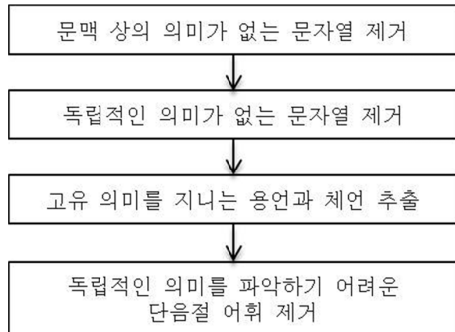 문맥 상의 의미가 없는 문자열 제거
독립적인 의미가 없는 문자열 제거
고유 의미를 지니는 용언과 체언 추출
독립적인 의미를 파악하기 어려운
단음절 어휘 제거